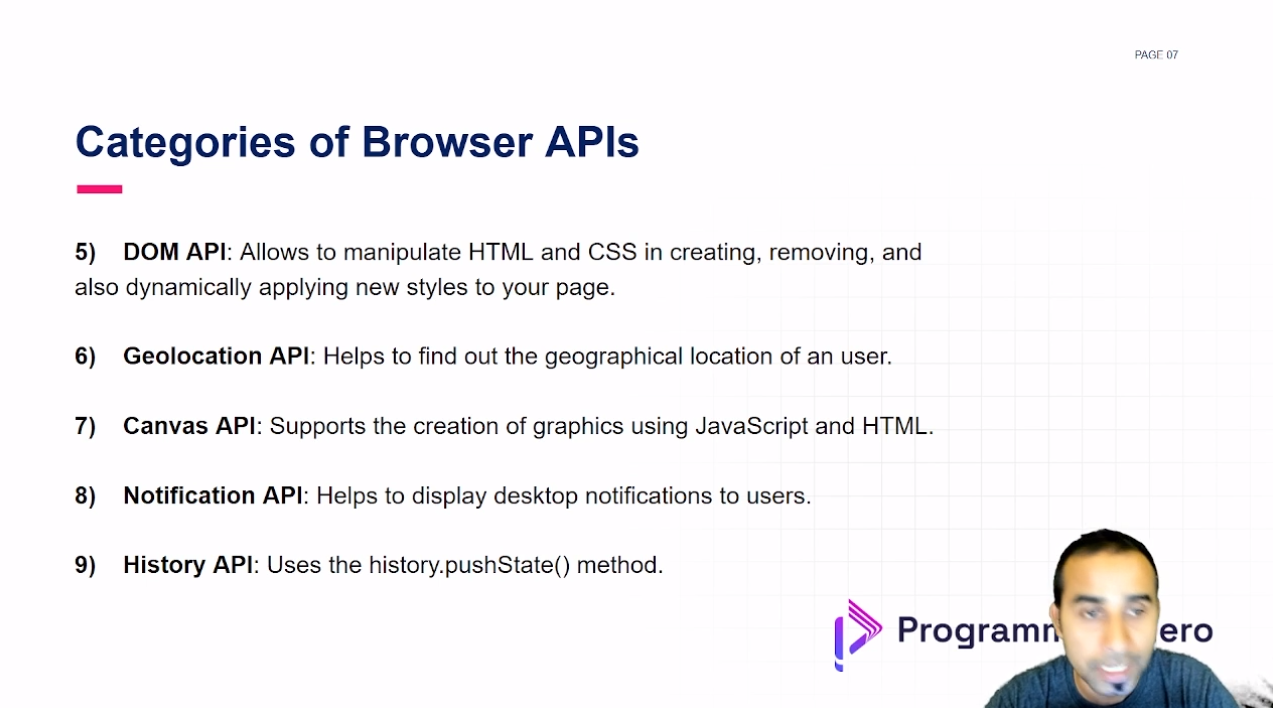 PAGE 07
Categories of Browser APIs
5) DOM API: Allows to manipulate HTML and CSS in creating, removing, and
also dynamically applying new styles to your page.
6) Geolocation API: Helps to find out the geographical location of an user.
7) Canvas API: Supports the creation of graphics using JavaScript and HTML.
8) Notification API: Helps to display desktop notifications to users.
9) History API: Uses the history.pushState() method.